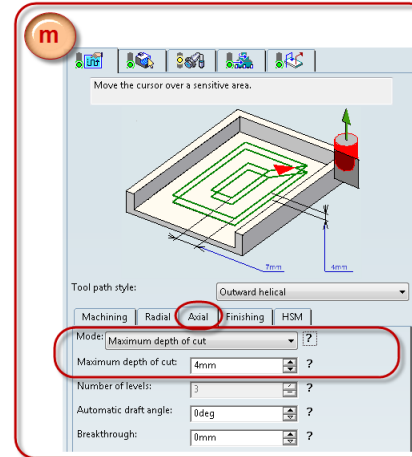 m
Move the cursor over a sensitive area.
7mm
4mm
Tool path style:
Outward helical
Machining Radial Axial Finishing HSM
Mode: Maximum depth of cut ?
Maximum depth of cut: 4mm ?
Number of levels: 3 ?
Automatic draft angle: 0deg ?
Breakthrough: 0mm ?